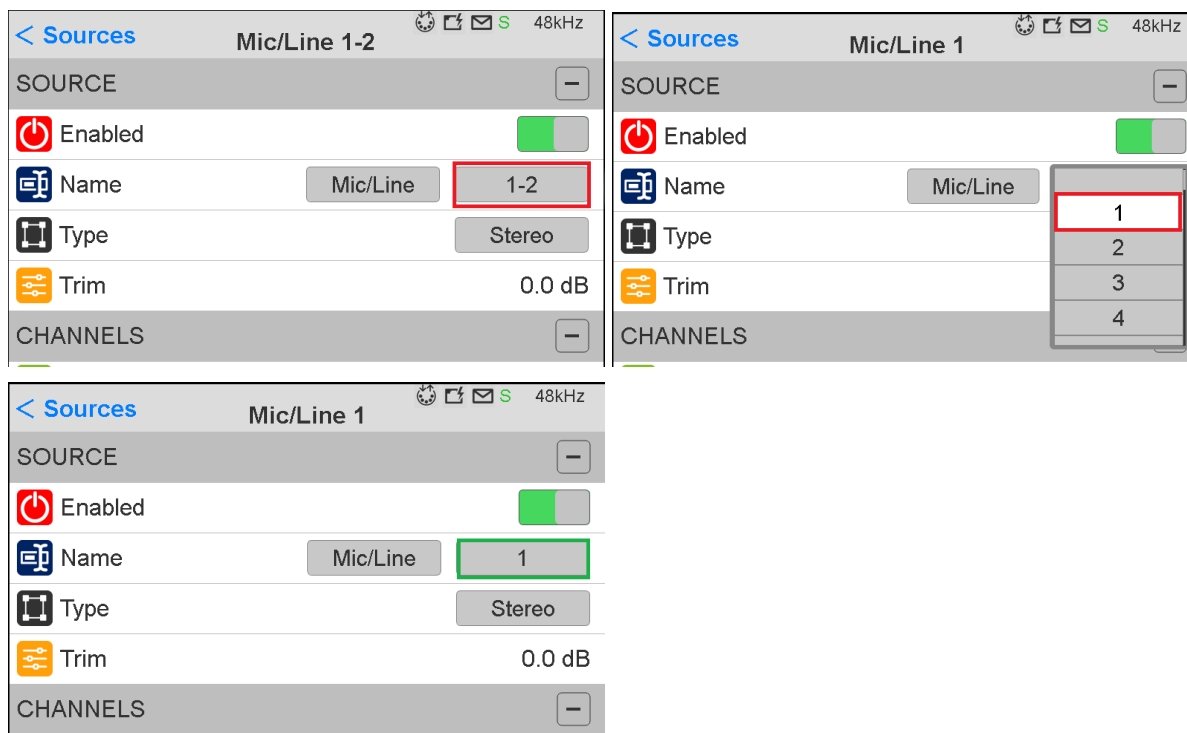 < Sources Mic/Line 1-2 S 48kHz
SOURCE
Enabled
Name Mic/Line 1-2
Type Stereo
Trim 0.0 dB
CHANNELS
< Sources Mic/Line 1 S 48kHz
SOURCE
Enabled
Name Mic/Line
1
Type
2
Trim
3
4
CHANNELS
< Sources Mic/Line 1 S 48kHz
SOURCE
Enabled
Name Mic/Line 1
Type Stereo
Trim 0.0 dB
CHANNELS